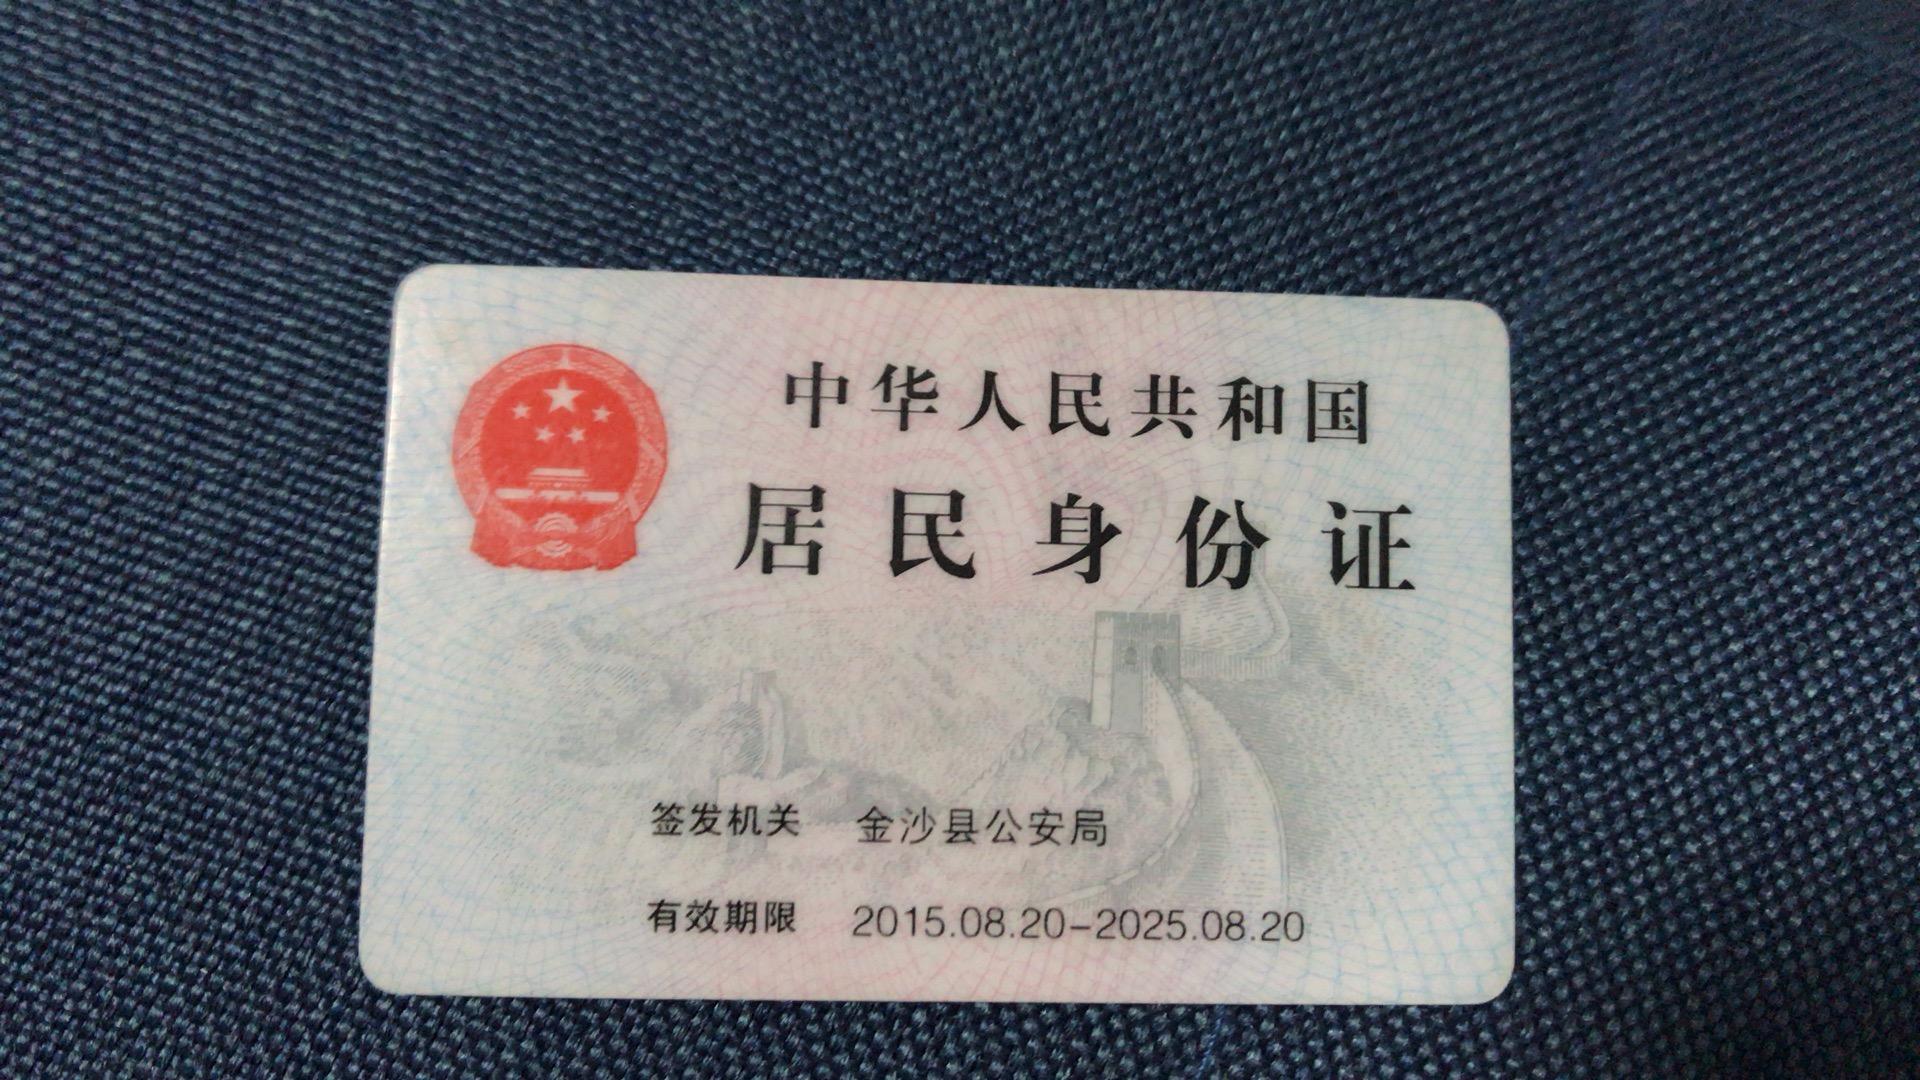 中华人民共和国
居民身份证
签发机关 金沙县公安局
有效期限 2015.08.20-2025.08.20